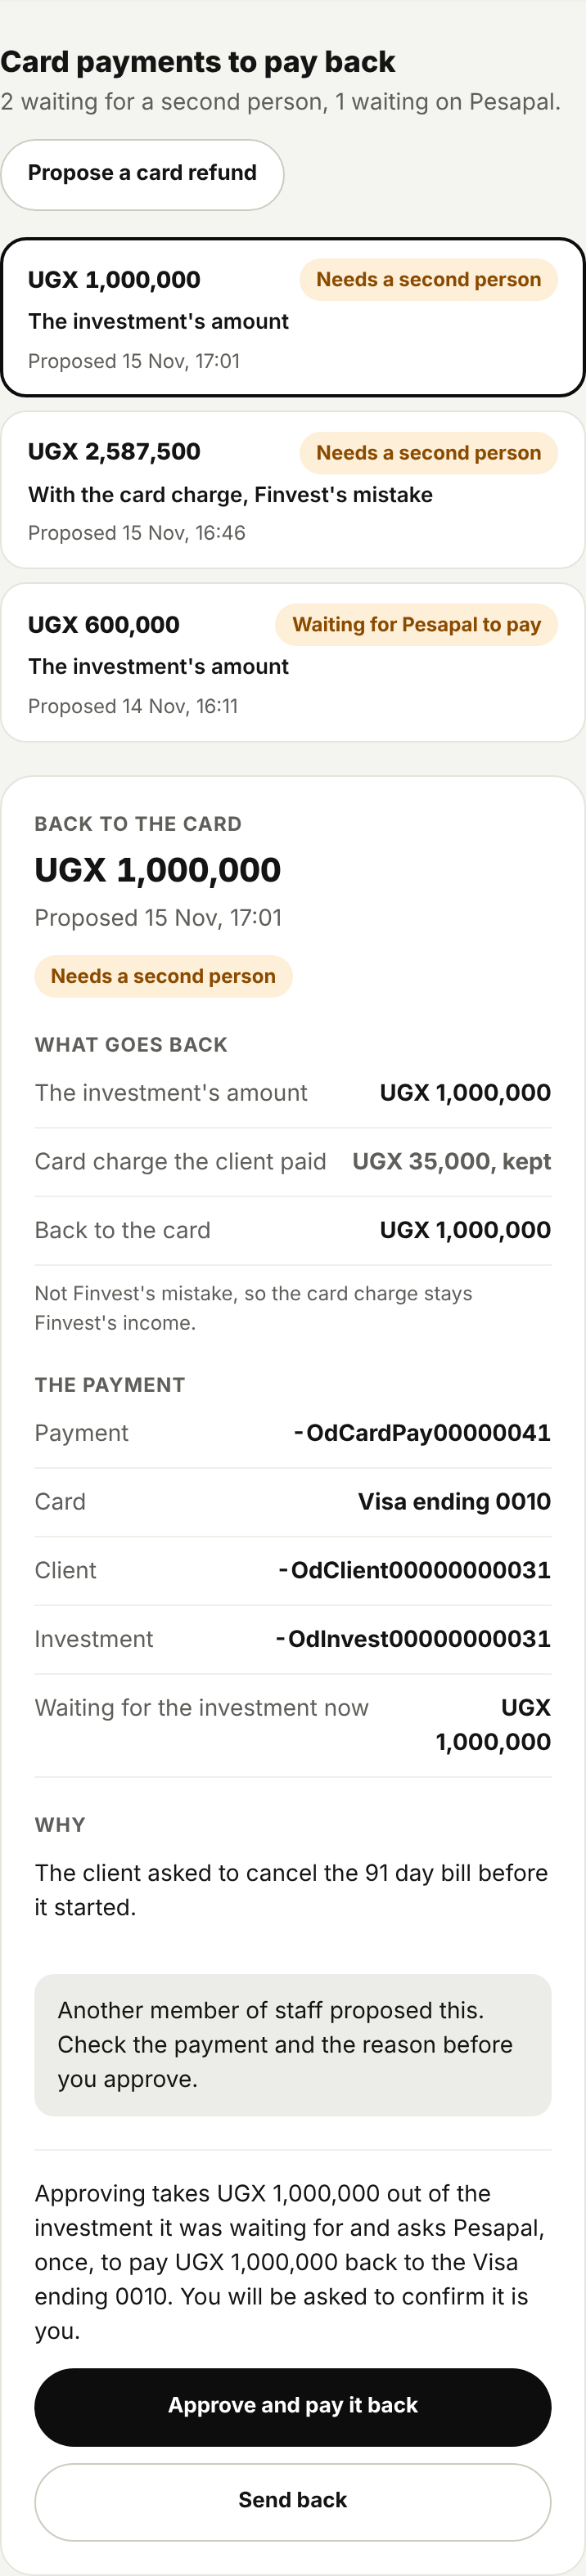 Card payments to pay back
2 waiting for a second person, 1 waiting on Pesapal.
Propose a card refund
UGX 1,000,000
Needs a second person
The investment's amount
Proposed 15 Nov, 17:01
UGX 2,587,500
Needs a second person
With the card charge, Finvest's mistake
Proposed 15 Nov, 16:46
UGX 600,000
Waiting for Pesapal to pay
The investment's amount
Proposed 14 Nov, 16:11
BACK TO THE CARD
UGX 1,000,000
Proposed 15 Nov, 17:01
Needs a second person
WHAT GOES BACK
The investment's amount UGX 1,000,000
Card charge the client paid UGX 35,000, kept
Back to the card UGX 1,000,000
Not Finvest's mistake, so the card charge stays
Finvest's income.
THE PAYMENT
Payment -OdCardPay00000041
Card Visa ending 0010
Client -OdClient00000000031
Investment -OdInvest00000000031
Waiting for the investment now UGX
1,000,000
WHY
The client asked to cancel the 91 day bill before
it started.
Another member of staff proposed this.
Check the payment and the reason before
you approve.
Approving takes UGX 1,000,000 out of the
investment it was waiting for and asks Pesapal,
once, to pay UGX 1,000,000 back to the Visa
ending 0010. You will be asked to confirm it is
you.
Approve and pay it back
Send back